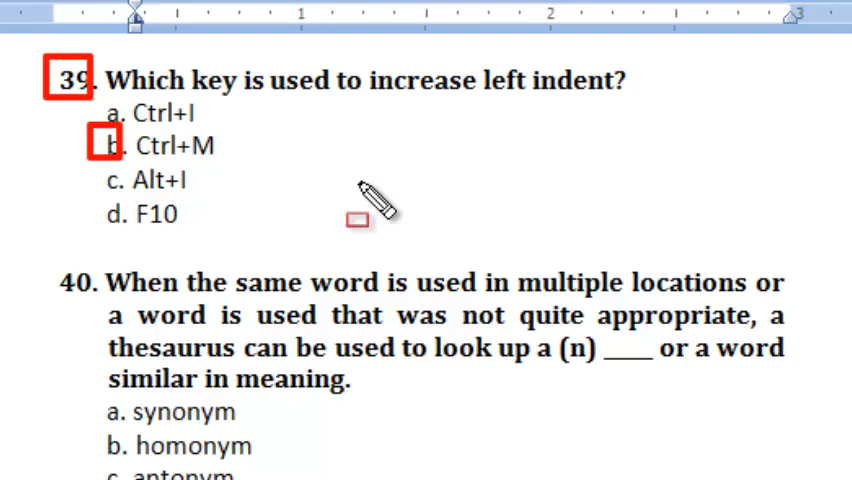 1 2 3
39. Which key is used to increase left indent?
a. Ctrl+I
b. Ctrl+M
c. Alt+I
d. F10
40. When the same word is used in multiple locations or
a word is used that was not quite appropriate, a
thesaurus can be used to look up a (n) ____ or a word
similar in meaning.
a. synonym
b. homonym
c. antonym